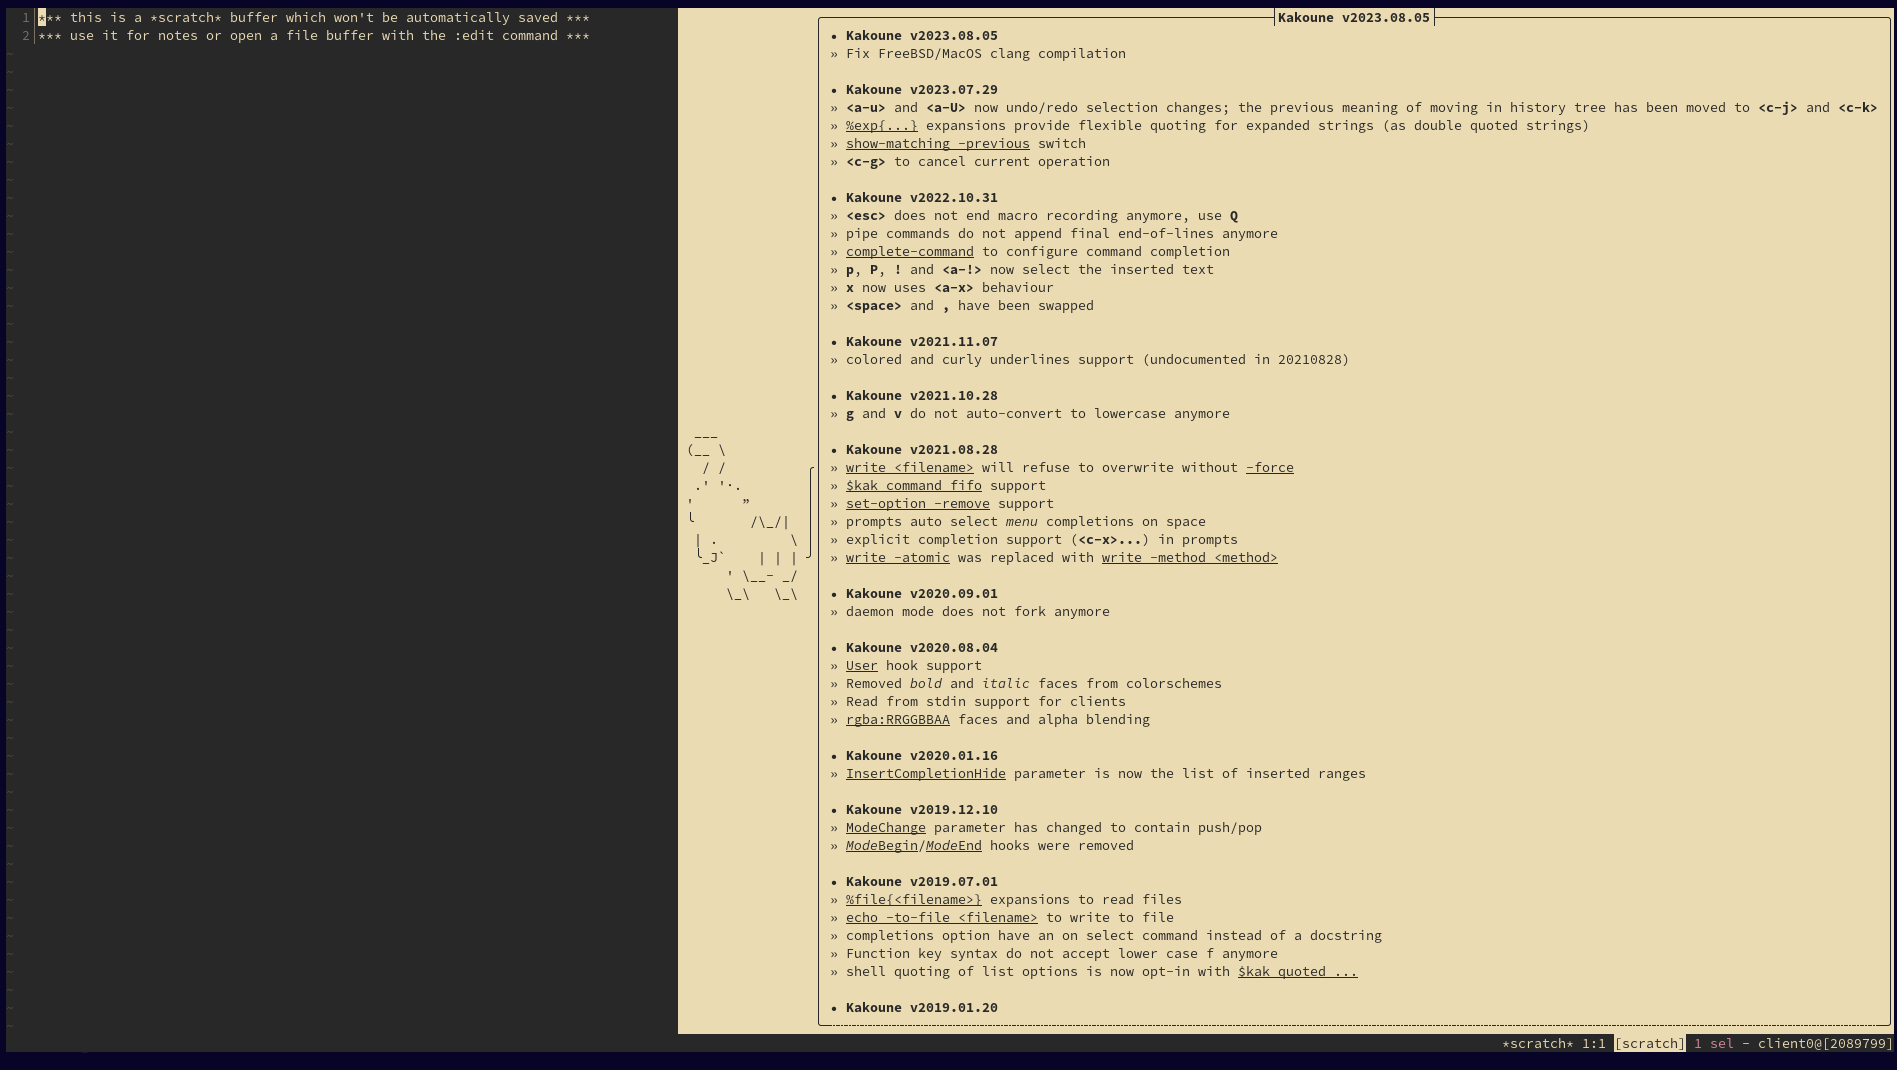 1 *** this is a *scratch* buffer which won't be automatically saved ***
2 *** use it for notes or open a file buffer with the :edit command ***
Kakoune v2023.08.05
• Kakoune v2023.08.05
» Fix FreeBSD/MacOS clang compilation
• Kakoune v2023.07.29
» <a-u> and <a-U> now undo/redo selection changes; the previous meaning of moving in history tree has been moved to <c-j> and <c-k>
» %exp{...} expansions provide flexible quoting for expanded strings (as double quoted strings)
» show-matching -previous switch
» <c-g> to cancel current operation
• Kakoune v2022.10.31
» <esc> does not end macro recording anymore, use Q
» pipe commands do not append final end-of-lines anymore
» complete-command to configure command completion
» p, P, ! and <a-!> now select the inserted text
» x now uses <a-x> behaviour
» <space> and , have been swapped
• Kakoune v2021.11.07
» colored and curly underlines support (undocumented in 20210828)
• Kakoune v2021.10.28
» g and v do not auto-convert to lowercase anymore
• Kakoune v2021.08.28
» write <filename> will refuse to overwrite without -force
» $kak_command_fifo support
» set-option -remove support
» prompts auto select menu completions on space
» explicit completion support (<c-x>...) in prompts
» write -atomic was replaced with write -method <method>
• Kakoune v2020.09.01
» daemon mode does not fork anymore
• Kakoune v2020.08.04
» User hook support
» Removed bold and italic faces from colorschemes
» Read from stdin support for clients
» rgba:RRGGBBAA faces and alpha blending
• Kakoune v2020.01.16
» InsertCompletionHide parameter is now the list of inserted ranges
• Kakoune v2019.12.10
» ModeChange parameter has changed to contain push/pop
» ModeBegin/ModeEnd hooks were removed
• Kakoune v2019.07.01
» %file{<filename>} expansions to read files
» echo -to-file <filename> to write to file
» completions option have an on select command instead of a docstring
» Function key syntax do not accept lower case f anymore
» shell quoting of list options is now opt-in with $kak_quoted_...
• Kakoune v2019.01.20
*scratch* 1:1 [scratch] 1 sel - client0@[2089799]